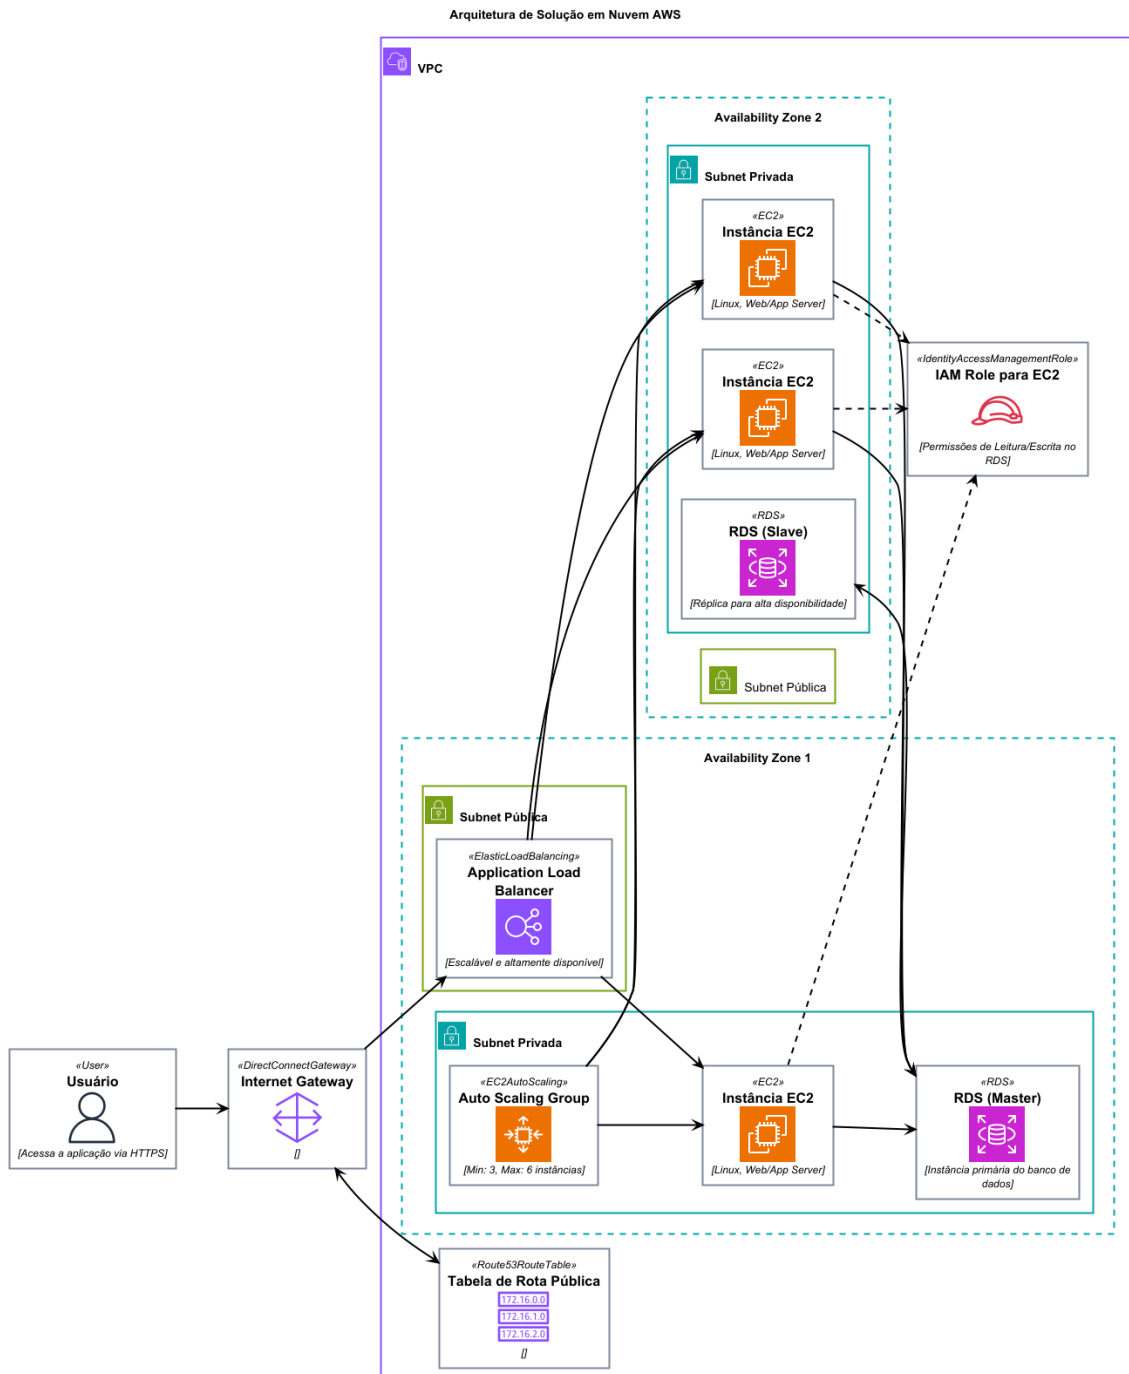 Arquitetura de Solução em Nuvem AWS
VPC
Availability Zone 2
Subnet Privada
«EC2»
Instância EC2
[Linux, Web/App Server]
«EC2»
Instância EC2
[Linux, Web/App Server]
«IdentityAccessManagementRole»
IAM Role para EC2
[Permissões de Leitura/Escrita no
RDS]
«RDS»
RDS (Slave)
[Réplica para alta disponibilidade]
Subnet Pública
Availability Zone 1
Subnet Pública
«ElasticLoadBalancing»
Application Load
Balancer
[Escalável e altamente disponível]
Subnet Privada
«User»
Usuário
[Acessa a aplicação via HTTPS]
«DirectConnectGateway»
Internet Gateway
[]
«EC2AutoScaling»
Auto Scaling Group
[Min: 3, Max: 6 instâncias]
«EC2»
Instância EC2
[Linux, Web/App Server]
«RDS»
RDS (Master)
[Instância primária do banco de
dados]
«Route53RouteTable»
Tabela de Rota Pública
172.16.0.0
172.16.1.0
172.16.2.0
[]